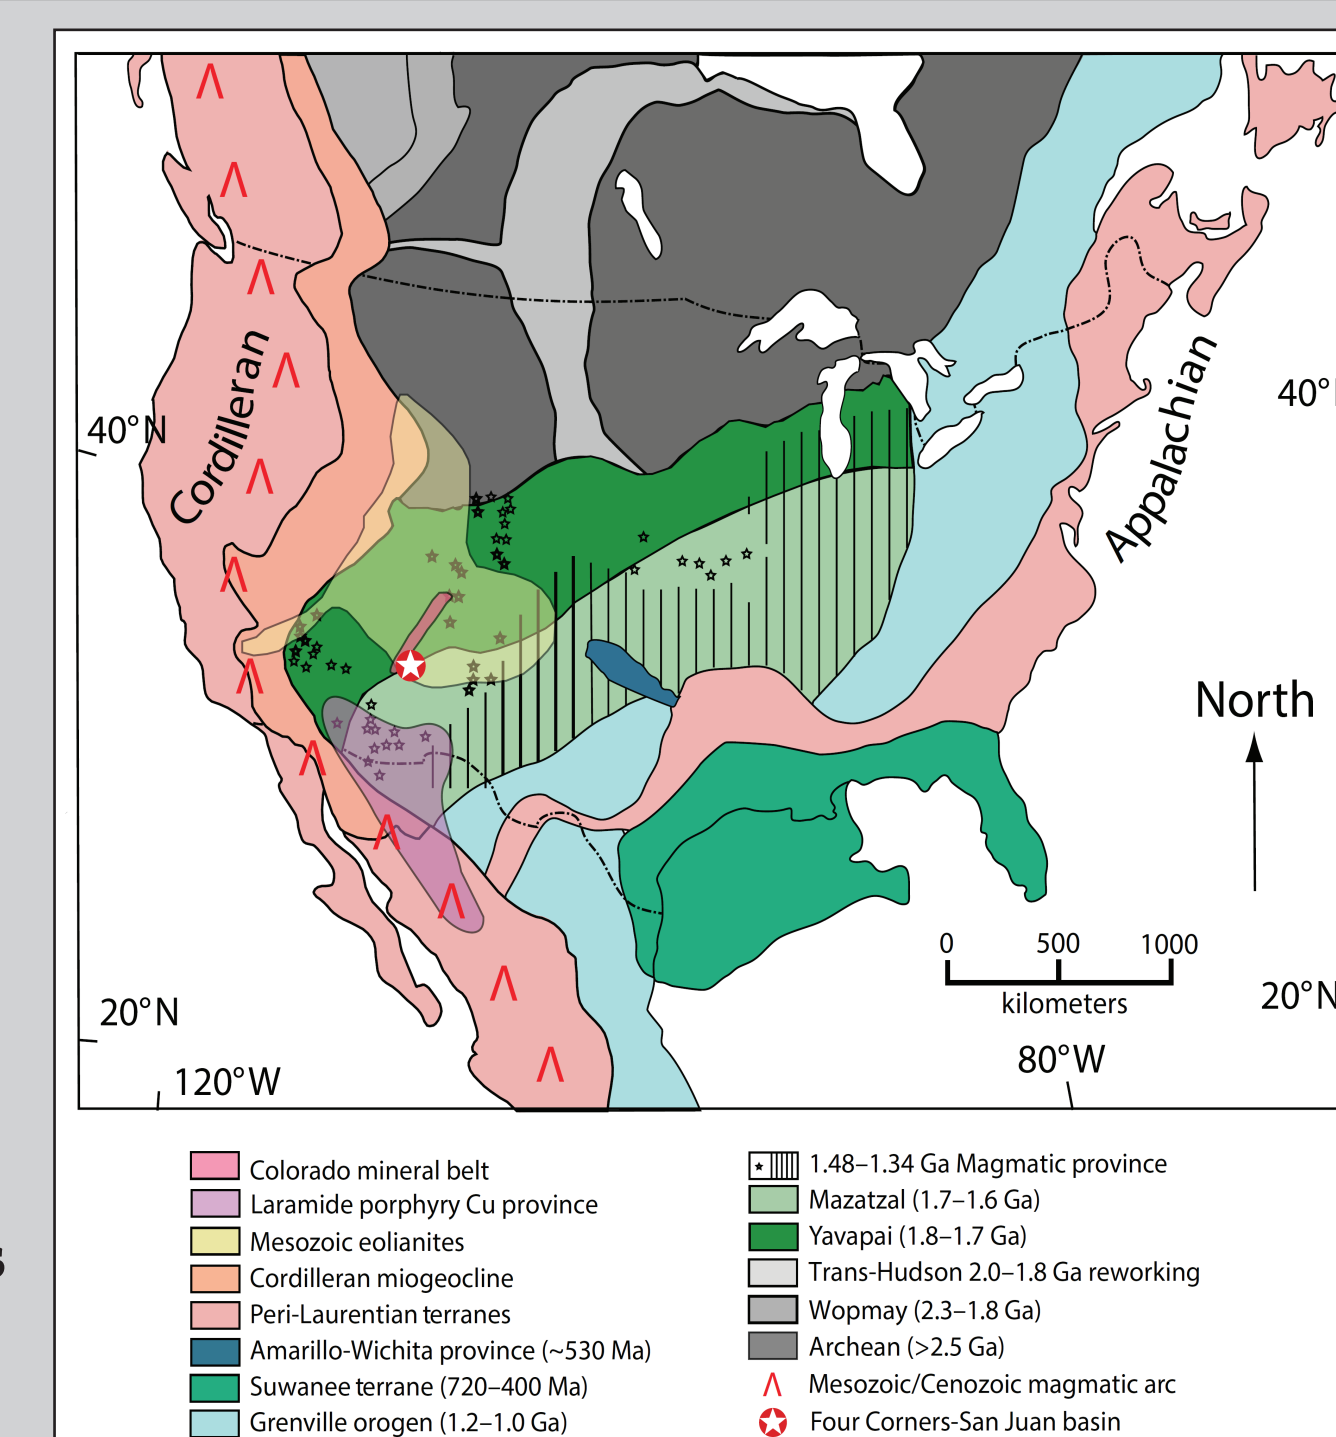 Cordilleran
Appalachian
40°N
40°
North
0 500 1000
kilometers
20°N
20°N
120°W
80°W
Colorado mineral belt
Laramide porphyry Cu province
Mesozoic eolianites
Cordilleran miogeocline
Peri-Laurentian terranes
Amarillo-Wichita province (~530 Ma)
Suwanee terrane (720–400 Ma)
Grenville orogen (1.2–1.0 Ga)
1.48–1.34 Ga Magmatic province
Mazatzal (1.7–1.6 Ga)
Yavapai (1.8–1.7 Ga)
Trans-Hudson 2.0–1.8 Ga reworking
Wopmay (2.3–1.8 Ga)
Archean (>2.5 Ga)
Mesozoic/Cenozoic magmatic arc
Four Corners-San Juan basin